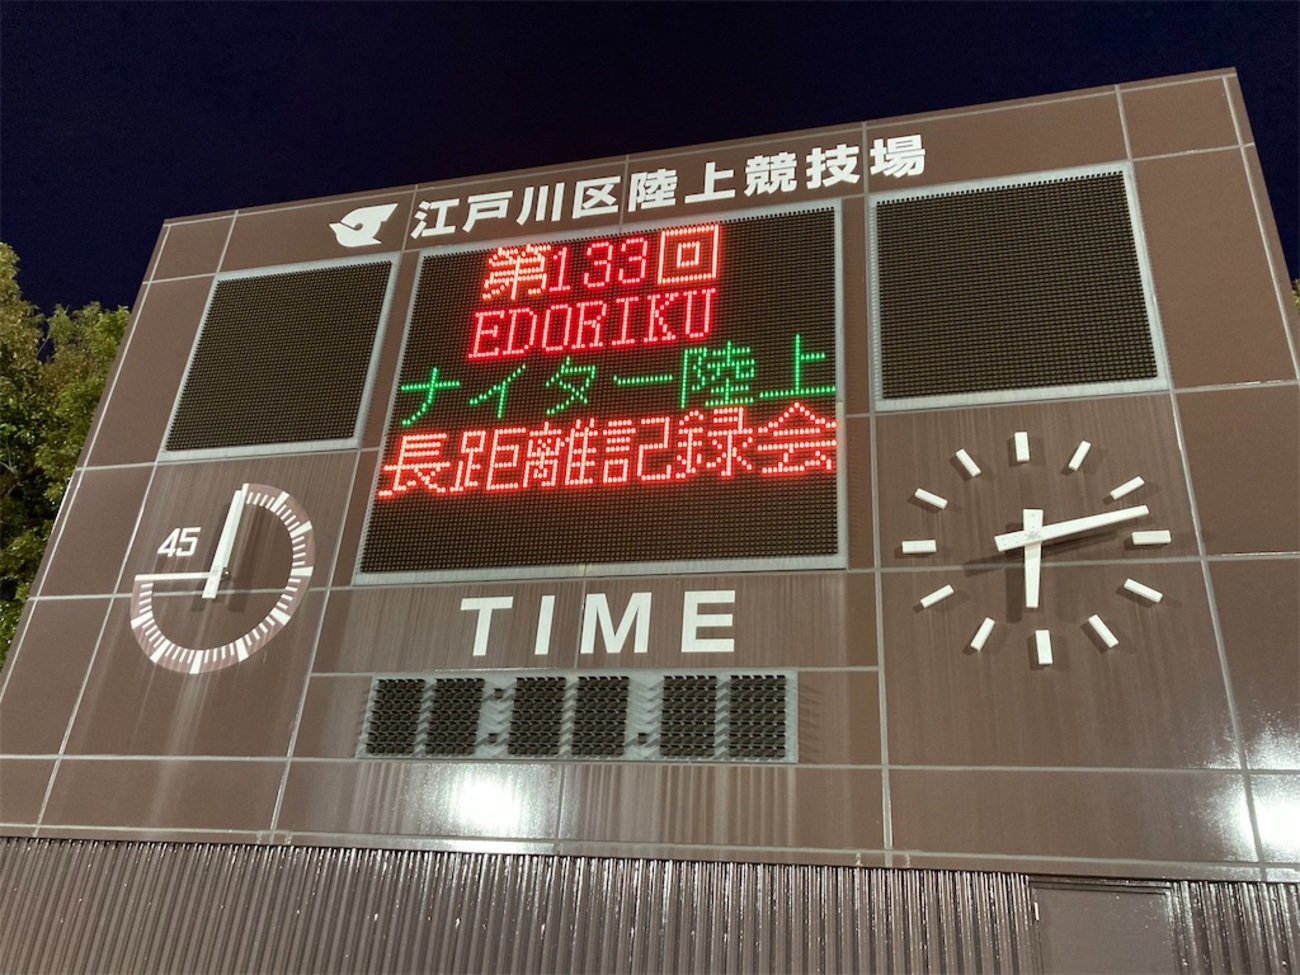 江戸川区陸上競技場
第133回
EDORIKU
ナイター陸上
長距離記録会
45
TIME